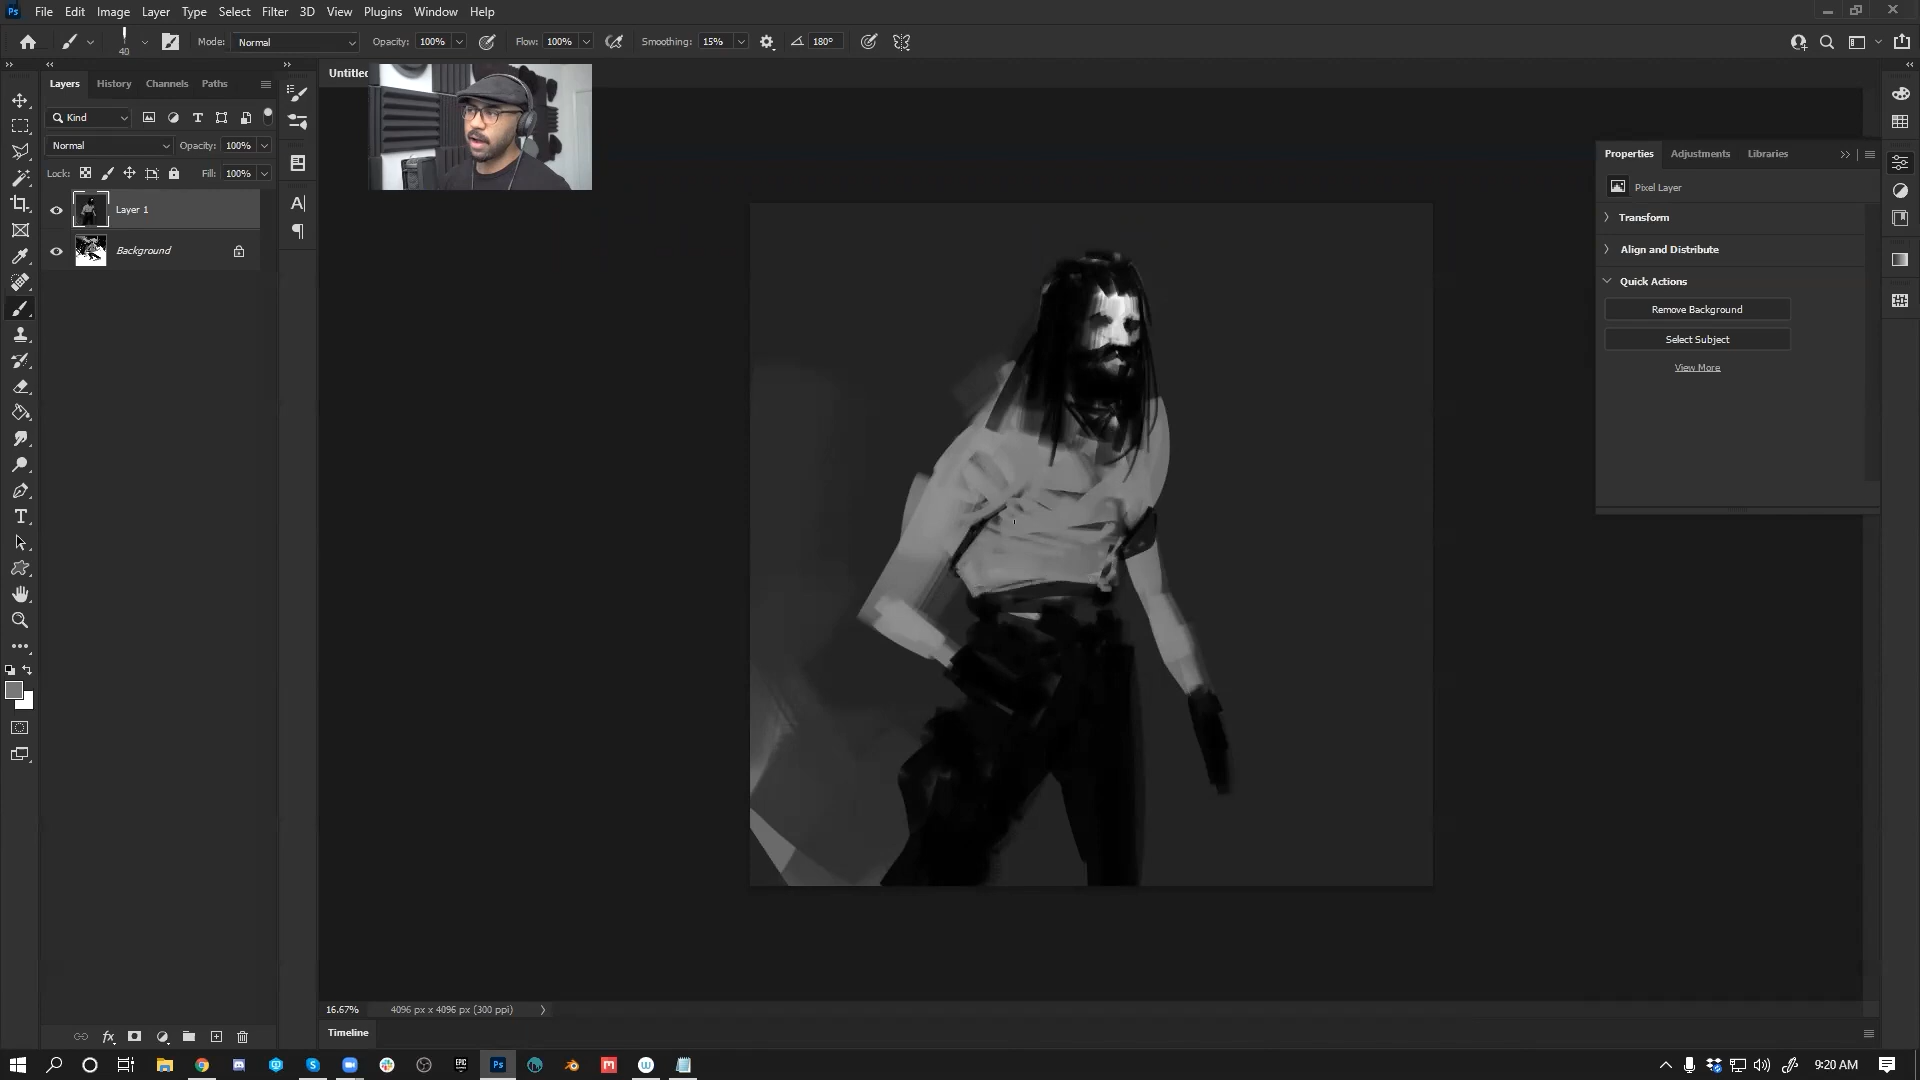 Ps File Edit Image Layer Type Select Filter 3D View Plugins Window Help
40 Mode: Normal Opacity: 100% Flow: 100% Smoothing: 15% 180°
Layers History Channels Paths
Untitled
Kind
Normal Opacity: 100%
Lock: Fill: 100%
Layer 1
Background
Properties Adjustments Libraries
Pixel Layer
Transform
Align and Distribute
Quick Actions
Remove Background
Select Subject
View More
16.67% 4096 px x 4096 px (300 ppi)
Timeline
9:20 AM